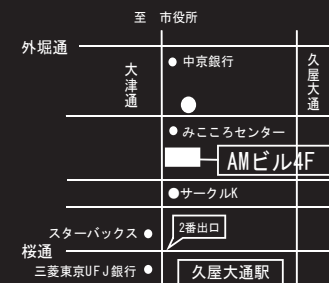 至 市役所
外堀通
大津通
中京銀行
久屋大通
みこころセンター
AMビル4F
サークルK
2番出口
スターバックス
桜通
三菱東京UFJ銀行
久屋大通駅